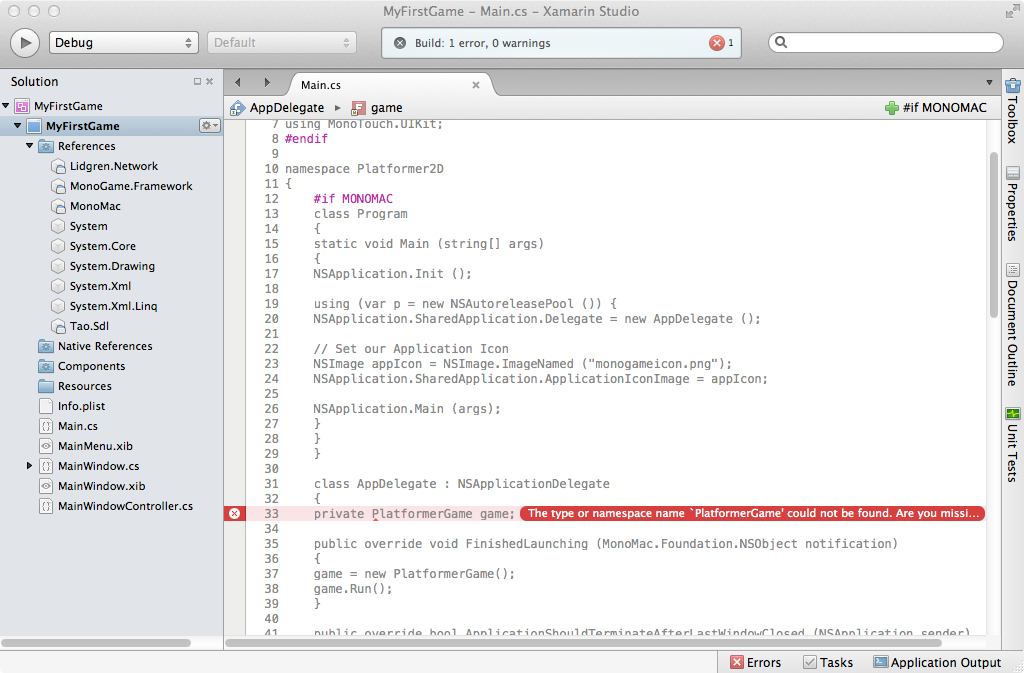 MyFirstGame – Main.cs – Xamarin Studio
Debug
Default
Build: 1 error, 0 warnings
1
Solution
MyFirstGame
MyFirstGame
References
Lidgren.Network
MonoGame.Framework
MonoMac
System
System.Core
System.Drawing
System.Xml
System.Xml.Linq
Tao.Sdl
Native References
Components
Resources
Info.plist
Main.cs
MainMenu.xib
MainWindow.cs
MainWindow.xib
MainWindowController.cs
Main.cs
AppDelegate
game
#if MONOMAC
7 using MonoTouch.UIKit;
8 #endif
9
10 namespace Platformer2D
11 {
12 #if MONOMAC
13 class Program
14 {
15 static void Main (string[] args)
16 {
17 NSApplication.Init ();
18
19 using (var p = new NSAutoreleasePool ()) {
20 NSApplication.SharedApplication.Delegate = new AppDelegate ();
21
22 // Set our Application Icon
23 NSImage appIcon = NSImage.ImageNamed ("monogameicon.png");
24 NSApplication.SharedApplication.ApplicationIconImage = appIcon;
25
26 NSApplication.Main (args);
27 }
28 }
29 }
30
31 class AppDelegate : NSApplicationDelegate
32 {
33 private PlatformerGame game; The type or namespace name `PlatformerGame' could not be found. Are you missi...
34
35 public override void FinishedLaunching (MonoMac.Foundation.NSObject notification)
36 {
37 game = new PlatformerGame();
38 game.Run();
39 }
40
41 public override bool ApplicationShouldTerminateAfterLastWindowClosed (NSApplication sender)
Toolbox
Properties
Document Outline
Unit Tests
Errors
Tasks
Application Output